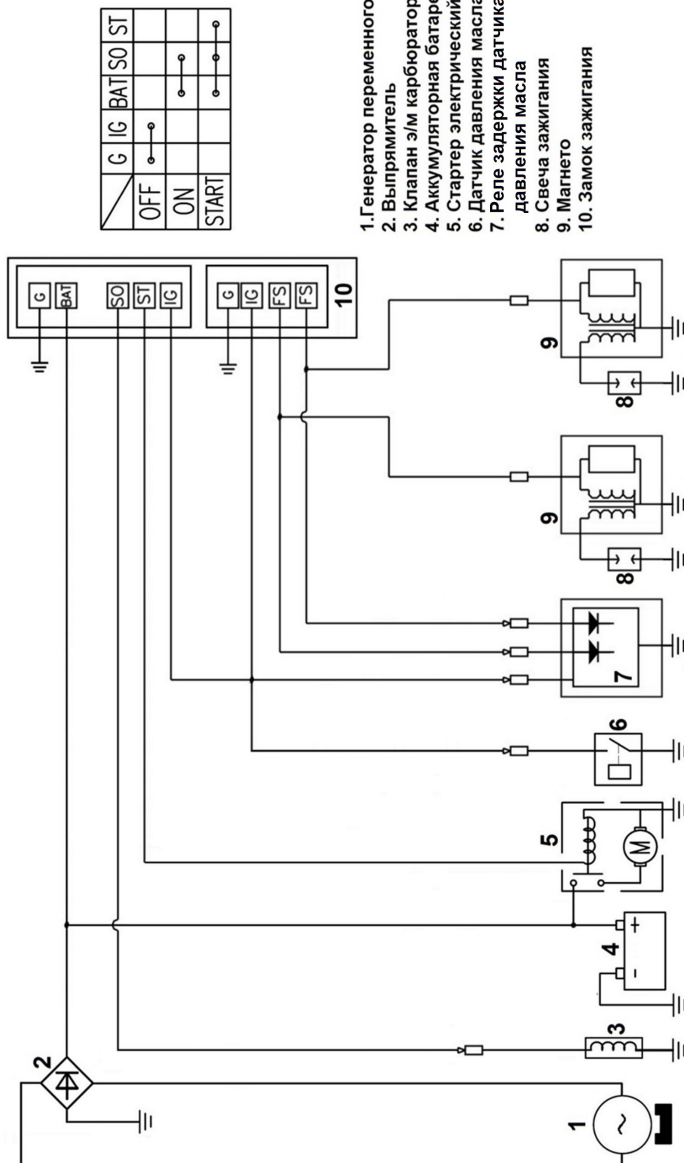 G IG BAT SO ST
OFF
ON
START
1.Генератор переменного
2. Выпрямитель
3. Клапан э/м карбюратор
4. Аккумуляторная батаре
5. Стартер электрический
6. Датчик давления масла
7. Реле задержки датчика
давления масла
8. Свеча зажигания
9. Магнето
10. Замок зажигания
G
BAT
SO
ST
IG
G
IG
FS
FS
10
2
1
~
3
4
- +
5
M
6
7
8
9
8
9